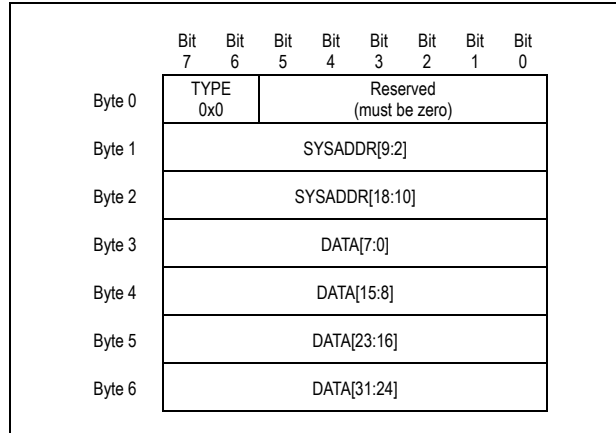 Bit Bit Bit Bit Bit Bit Bit Bit
7 6 5 4 3 2 1 0
Byte 0 TYPE 0x0 Reserved (must be zero)
Byte 1 SYSADDR[9:2]
Byte 2 SYSADDR[18:10]
Byte 3 DATA[7:0]
Byte 4 DATA[15:8]
Byte 5 DATA[23:16]
Byte 6 DATA[31:24]